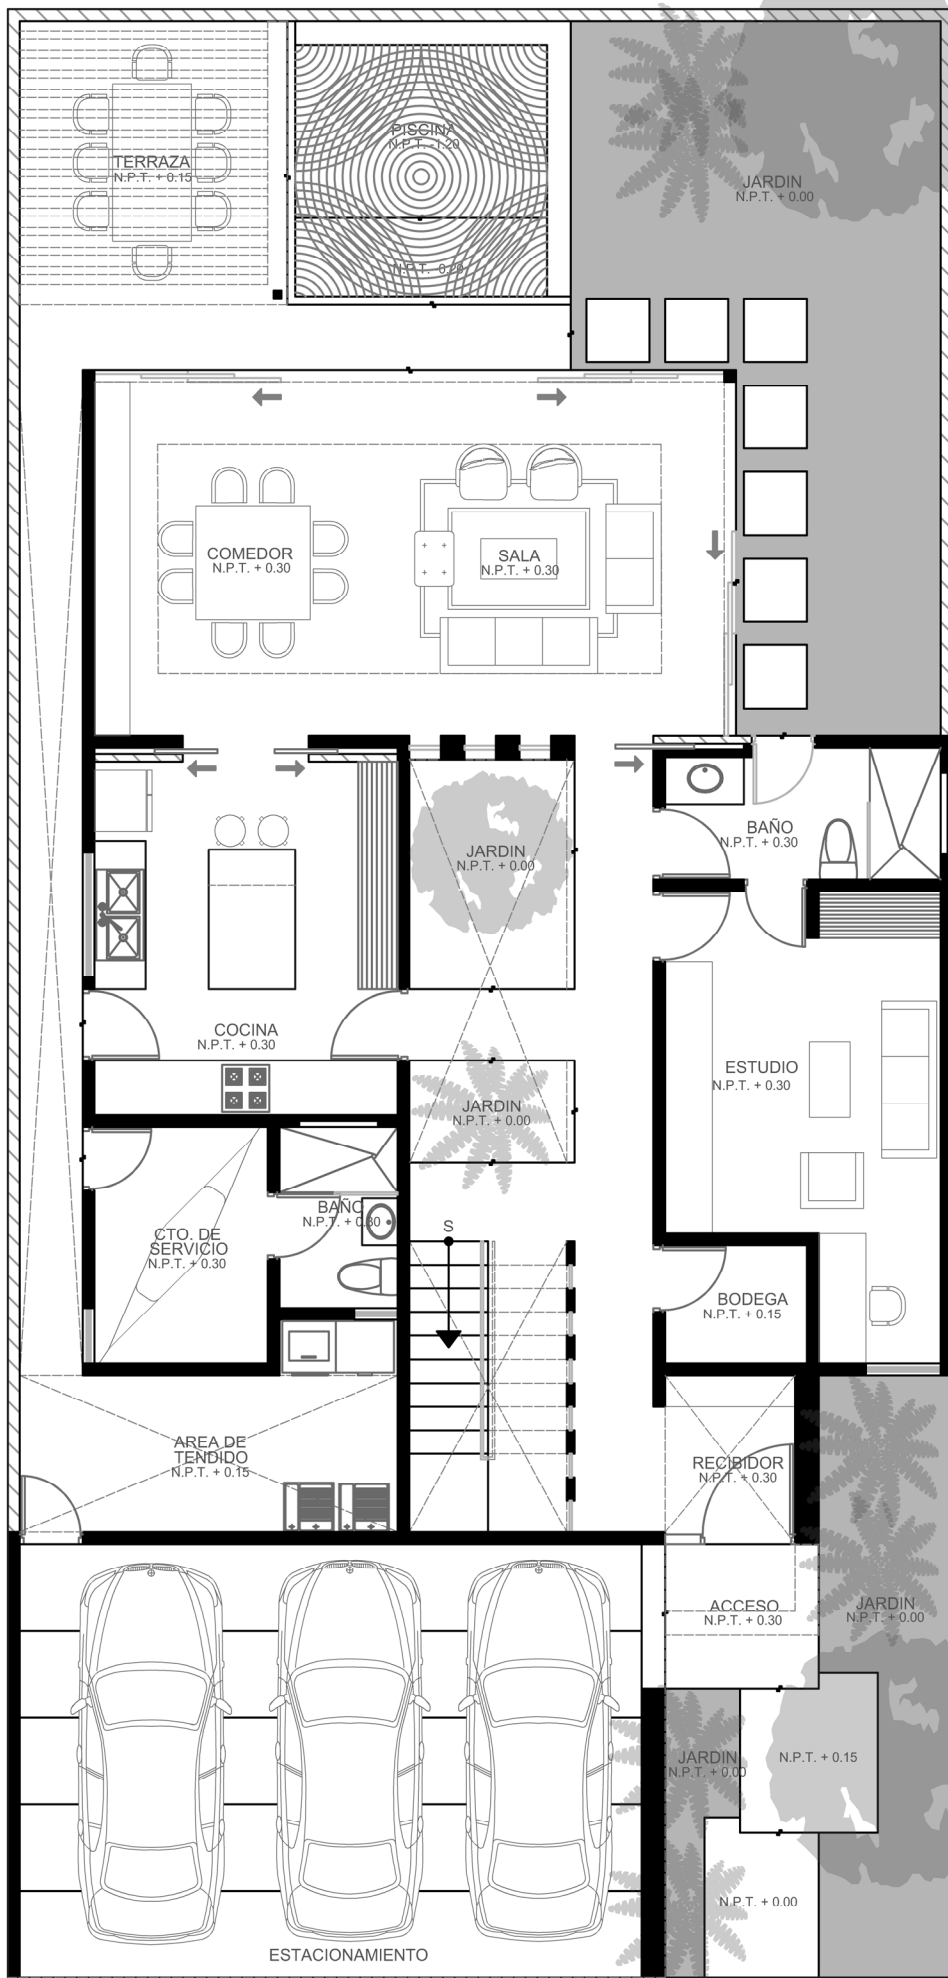 PISCINA
N.P.T. -1.20
TERRAZA
N.P.T. + 0.15
JARDIN
N.P.T. + 0.00
N.P.T. -0.20
COMEDOR
N.P.T. + 0.30
SALA
N.P.T. + 0.30
BAÑO
N.P.T. + 0.30
JARDIN
N.P.T. + 0.00
COCINA
N.P.T. + 0.30
ESTUDIO
N.P.T. + 0.30
JARDIN
N.P.T. + 0.00
BAÑO
N.P.T. + 0.30
S
CTO. DE
SERVICIO
N.P.T. + 0.30
BODEGA
N.P.T. + 0.15
AREA DE
TENDIDO
N.P.T. + 0.15
RECIBIDOR
N.P.T. + 0.30
ACCESO
N.P.T. + 0.30
JARDIN
N.P.T. + 0.00
JARDIN
N.P.T. + 0.00
N.P.T. + 0.15
N.P.T. + 0.00
ESTACIONAMIENTO